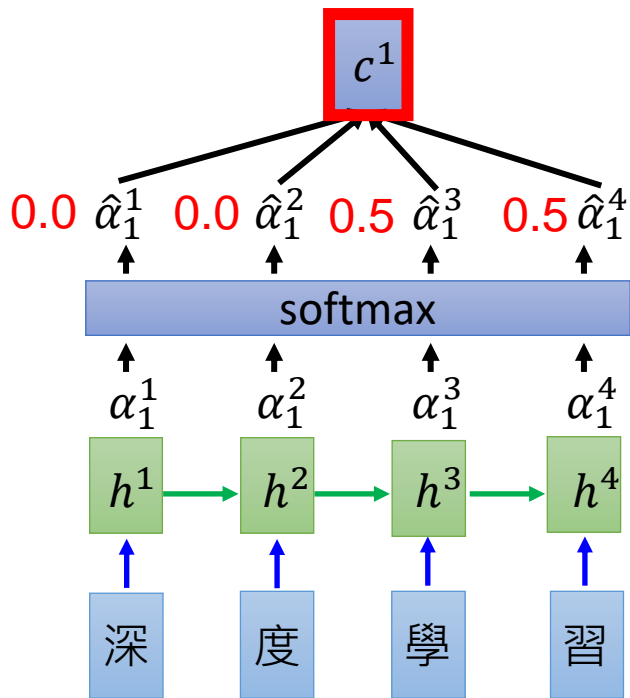 c¹
0.0 α̂₁¹ 0.0 α̂₁² 0.5 α̂₁³ 0.5 α̂₁⁴
softmax
α₁¹ α₁² α₁³ α₁⁴
h¹ h² h³ h⁴
深 度 學 習